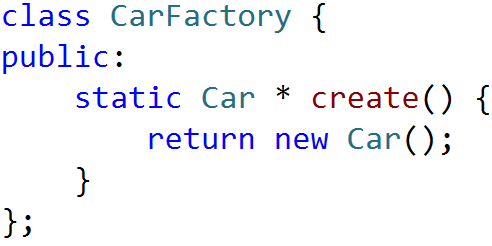 class CarFactory {
public:
    static Car * create() {
        return new Car();
    }
};